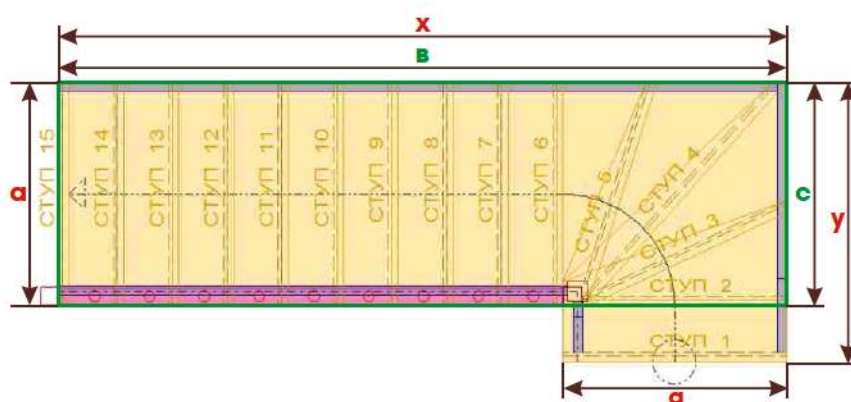 x
в
a
c
y
СТУП 15
СТУП 14
СТУП 13
СТУП 12
СТУП 11
СТУП 10
СТУП 9
СТУП 8
СТУП 7
СТУП 6
СТУП 5
СТУП 4
СТУП 3
СТУП 2
СТУП 1
a